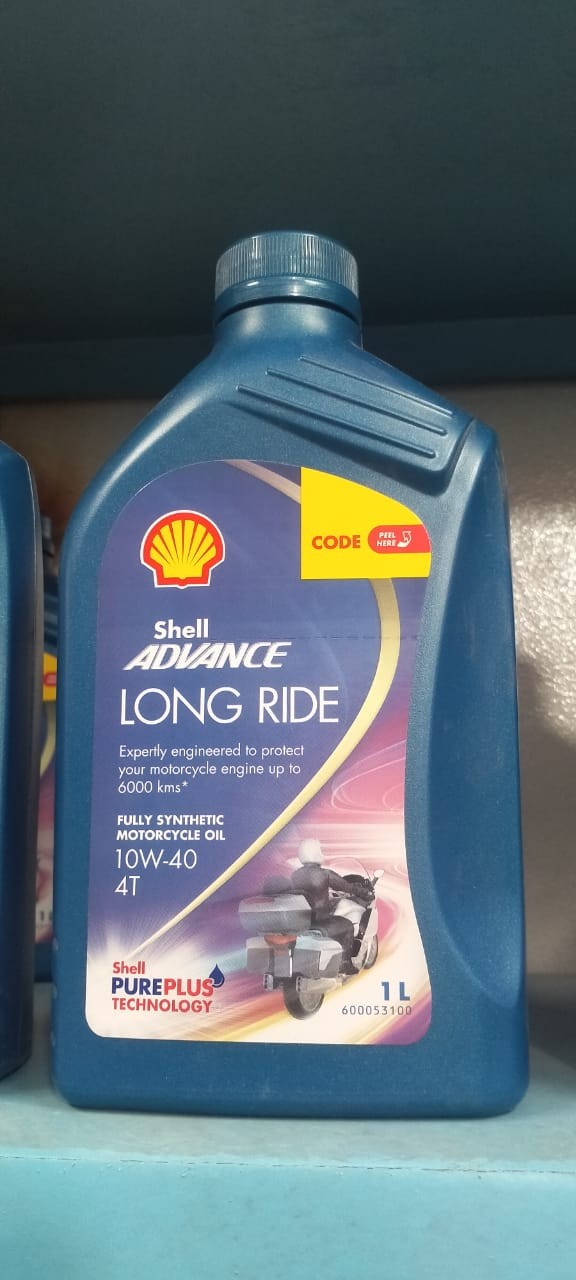 CODE
PEEL
HERE
Shell
ADVANCE
LONG RIDE
Expertly engineered to protect
your motorcycle engine up to
6000 kms*
FULLY SYNTHETIC
MOTORCYCLE OIL
10W-40
4T
Shell
PUREPLUS
TECHNOLOGY
1 L
600053100